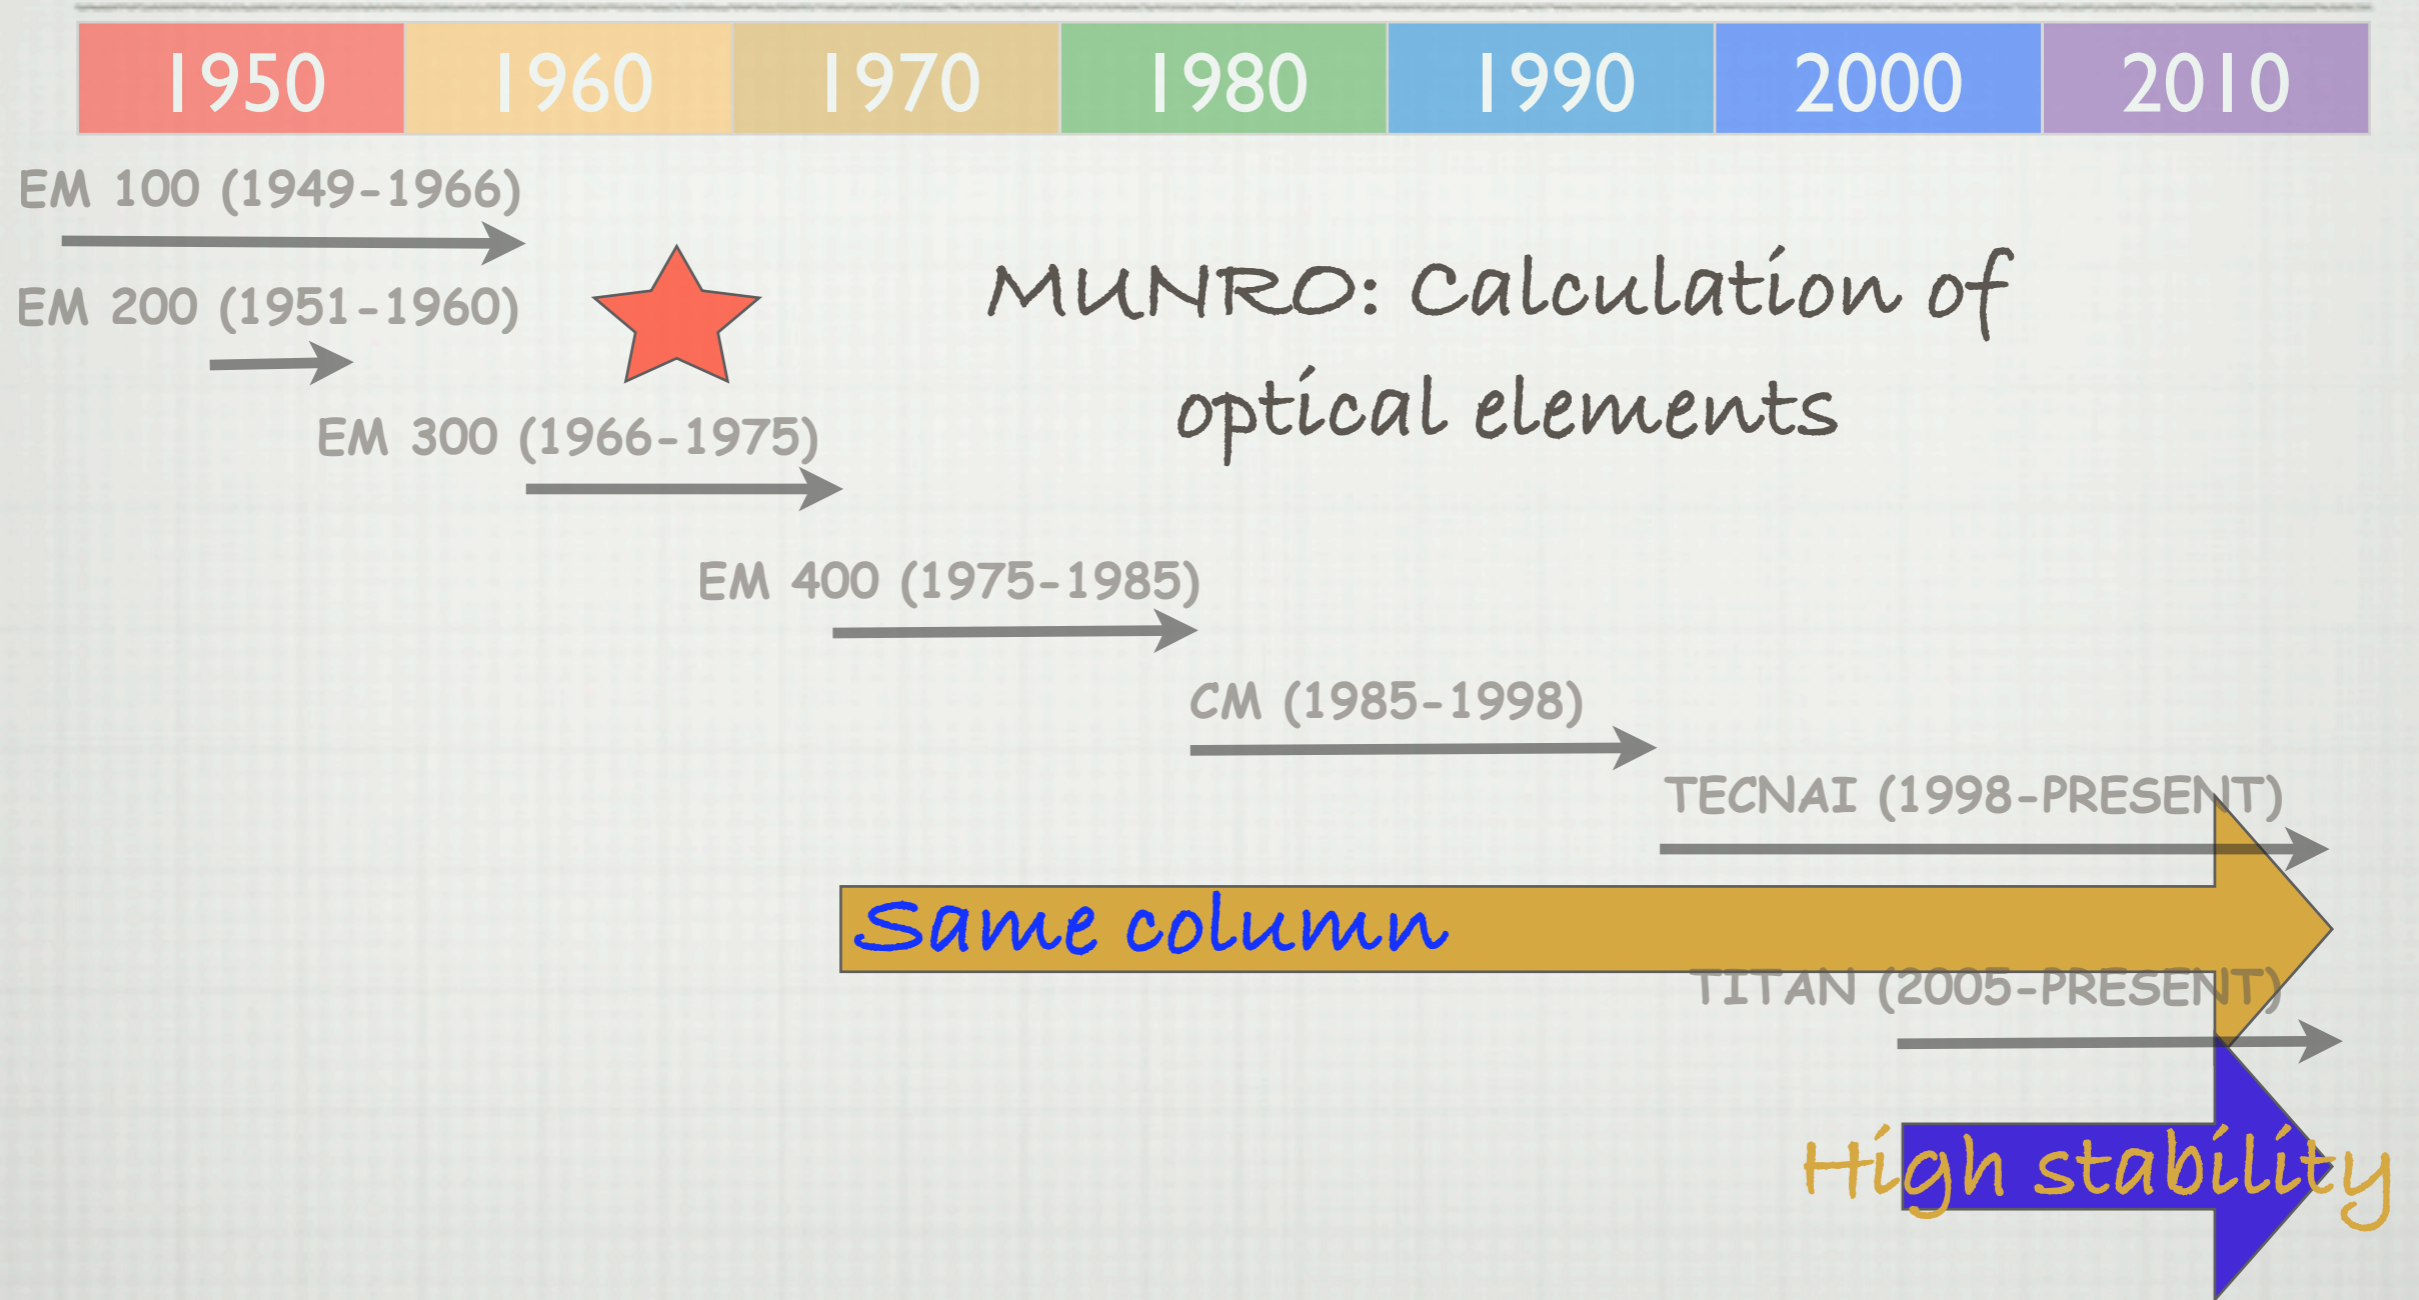 1950 1960 1970 1980 1990 2000 2010
EM 100 (1949-1966)
EM 200 (1951-1960)
MUNRO: Calculation of
optical elements
EM 300 (1966-1975)
EM 400 (1975-1985)
CM (1985-1998)
TECNAI (1998-PRESENT)
Same column
TITAN (2005-PRESENT)
High stability